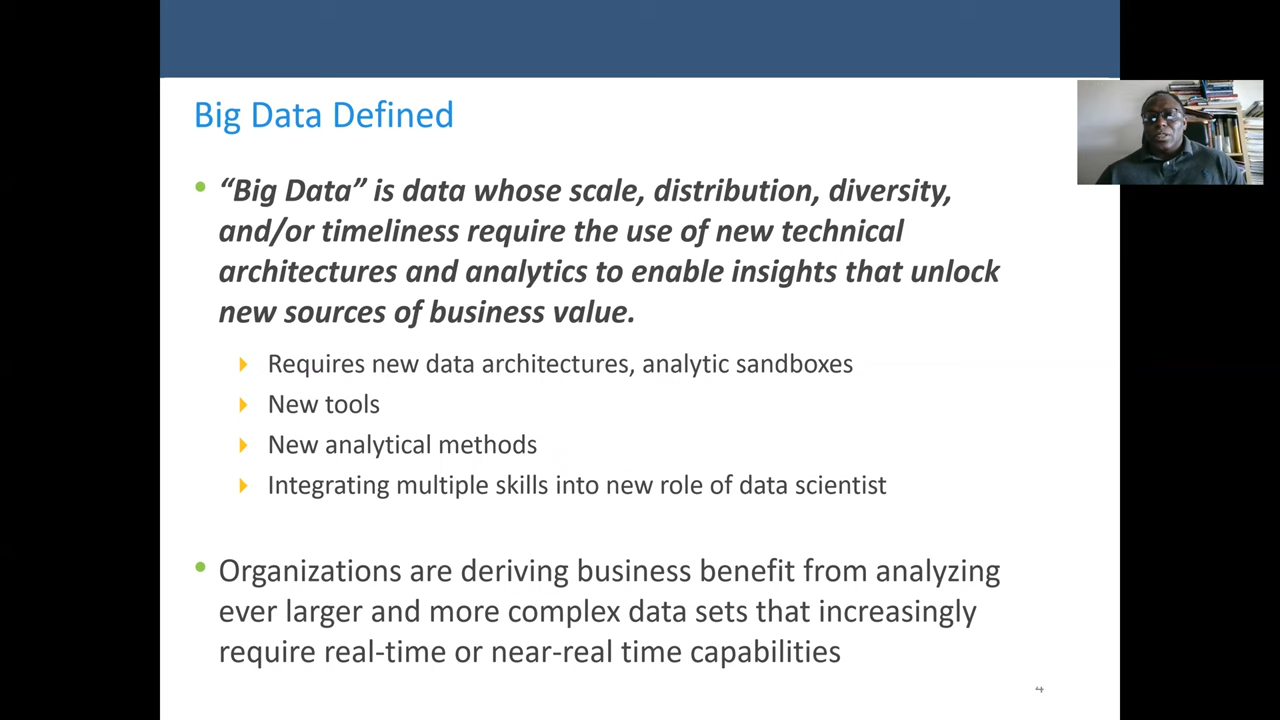 Big Data Defined
• “Big Data” is data whose scale, distribution, diversity,
and/or timeliness require the use of new technical
architectures and analytics to enable insights that unlock
new sources of business value.
Requires new data architectures, analytic sandboxes
New tools
New analytical methods
Integrating multiple skills into new role of data scientist
• Organizations are deriving business benefit from analyzing
ever larger and more complex data sets that increasingly
require real-time or near-real time capabilities
4